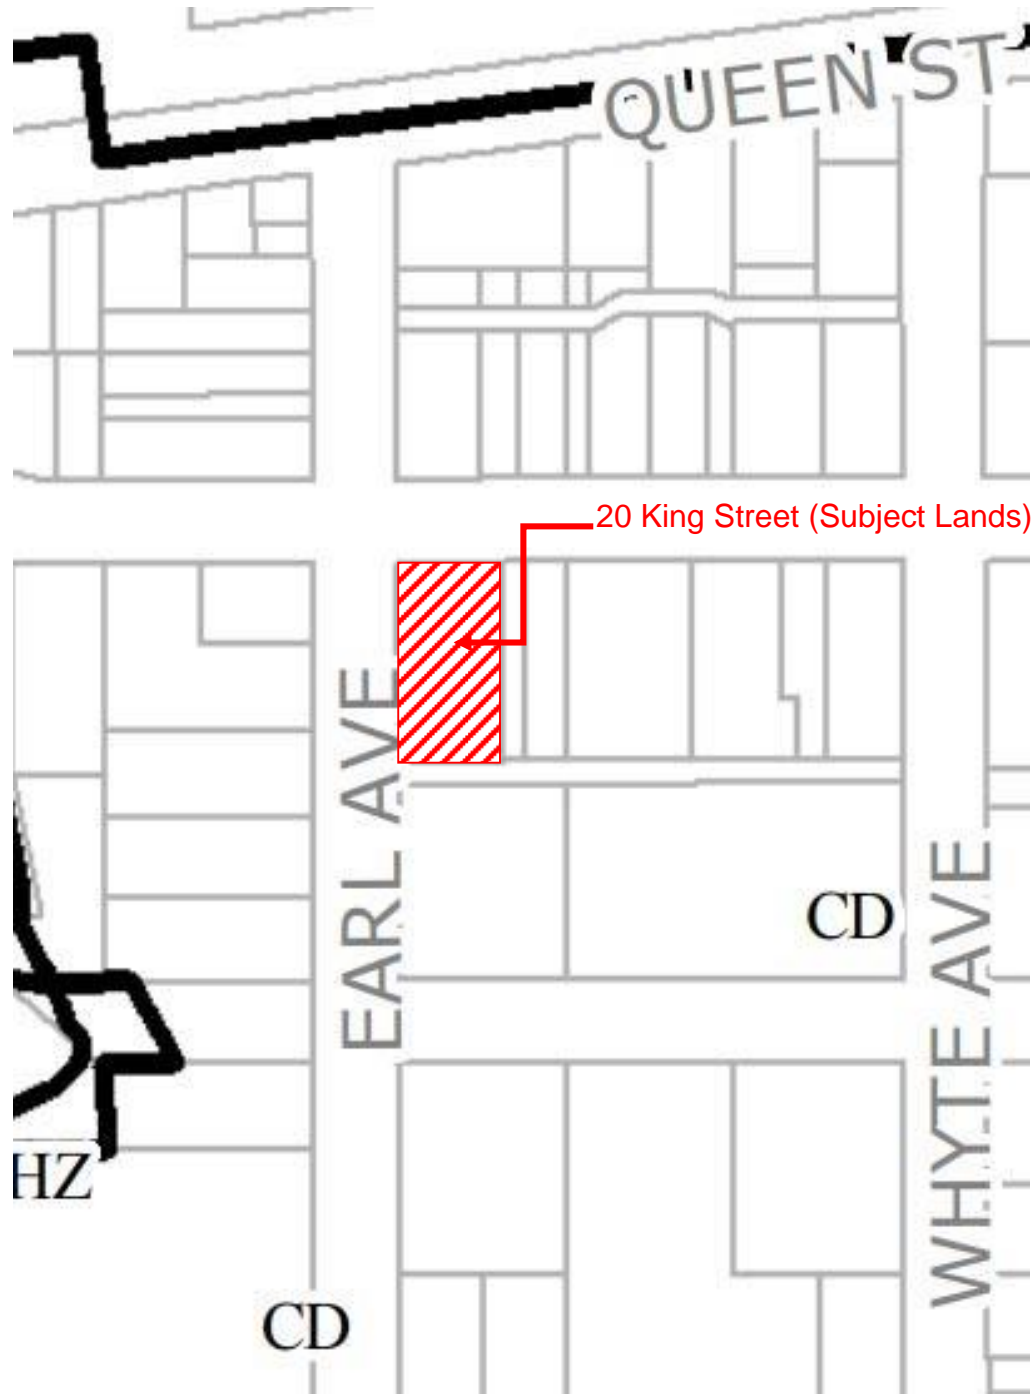 QUEEN ST
20 King Street (Subject Lands)
EARL AVE
CD
WHYTE AVE
HZ
CD